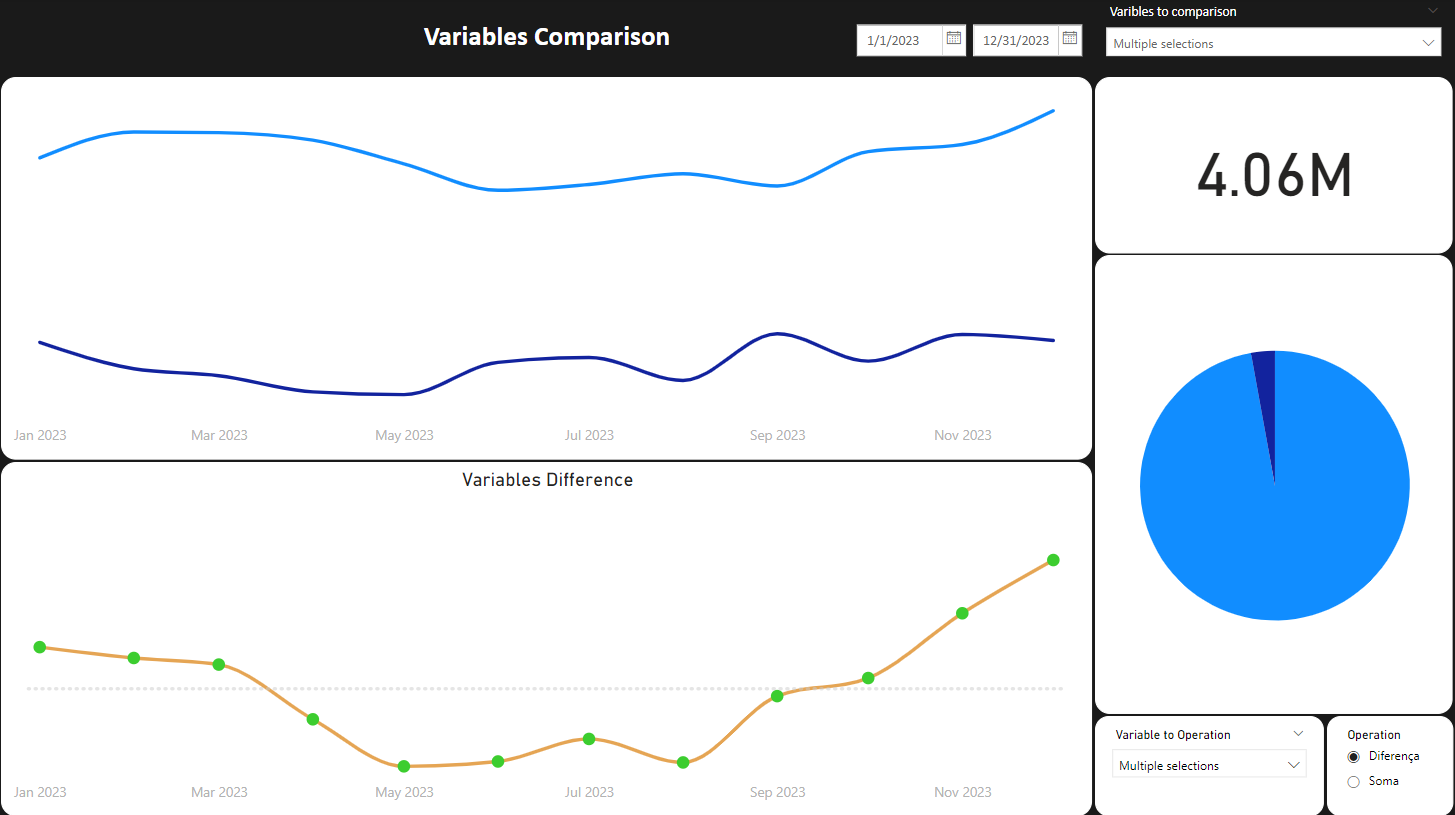 Variables Comparison
1/1/2023
12/31/2023
Varibles to comparison
Multiple selections
Jan 2023 Mar 2023 May 2023 Jul 2023 Sep 2023 Nov 2023
4.06M
Variables Difference
Jan 2023 Mar 2023 May 2023 Jul 2023 Sep 2023 Nov 2023
Variable to Operation
Multiple selections
Operation
Diferença
Soma